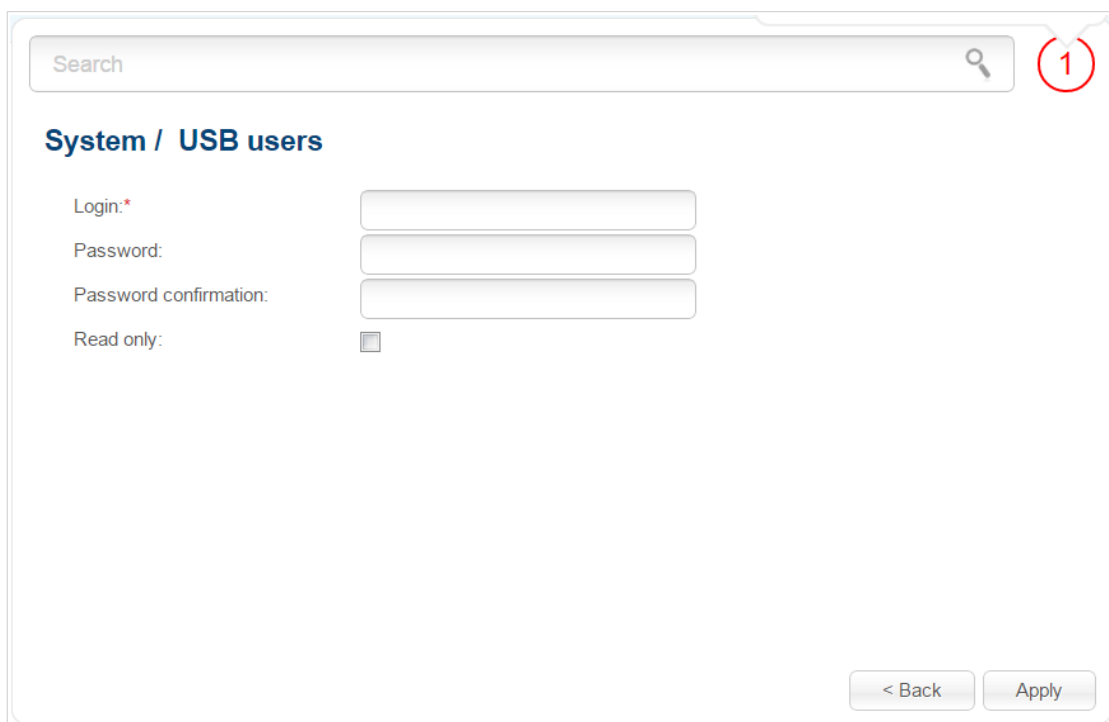 Search
1
System / USB users
Login:*
Password:
Password confirmation:
Read only:
< Back
Apply